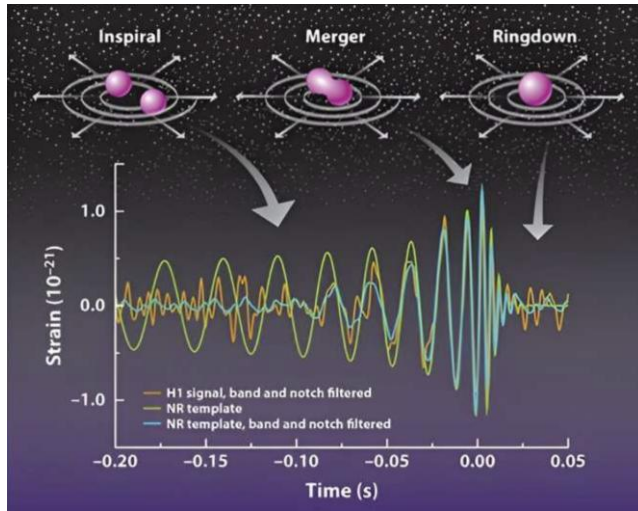 Inspiral
Merger
Ringdown
Strain (10⁻²¹)
1.0
0.0
−1.0
H1 signal, band and notch filtered
NR template
NR template, band and notch filtered
−0.20
−0.15
−0.10
−0.05
0.00
0.05
Time (s)